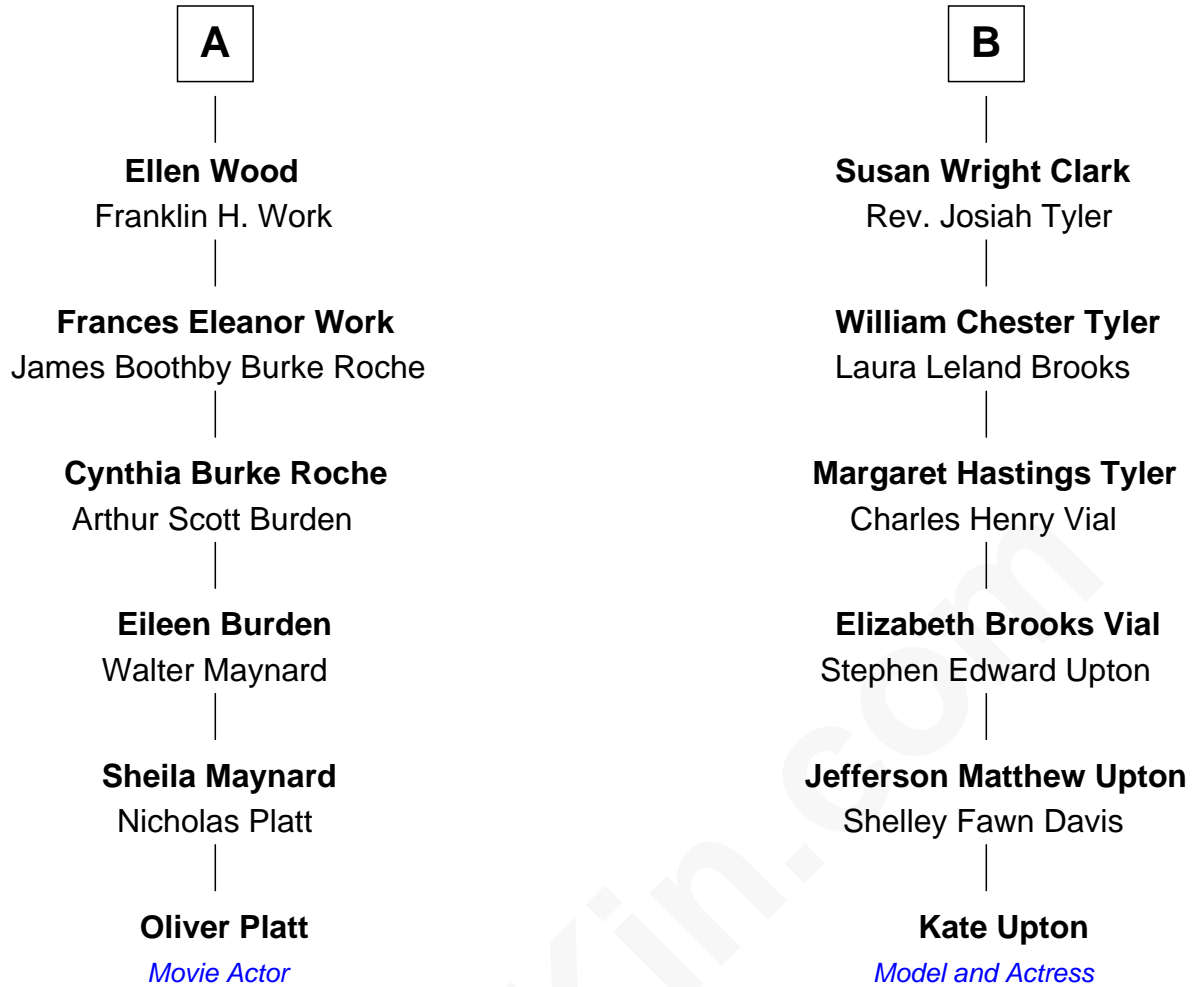 A
Ellen Wood
Franklin H. Work
Frances Eleanor Work
James Boothby Burke Roche
Cynthia Burke Roche
Arthur Scott Burden
Eileen Burden
Walter Maynard
Sheila Maynard
Nicholas Platt
Oliver Platt
Movie Actor
B
Susan Wright Clark
Rev. Josiah Tyler
William Chester Tyler
Laura Leland Brooks
Margaret Hastings Tyler
Charles Henry Vial
Elizabeth Brooks Vial
Stephen Edward Upton
Jefferson Matthew Upton
Shelley Fawn Davis
Kate Upton
Model and Actress
Kin.com